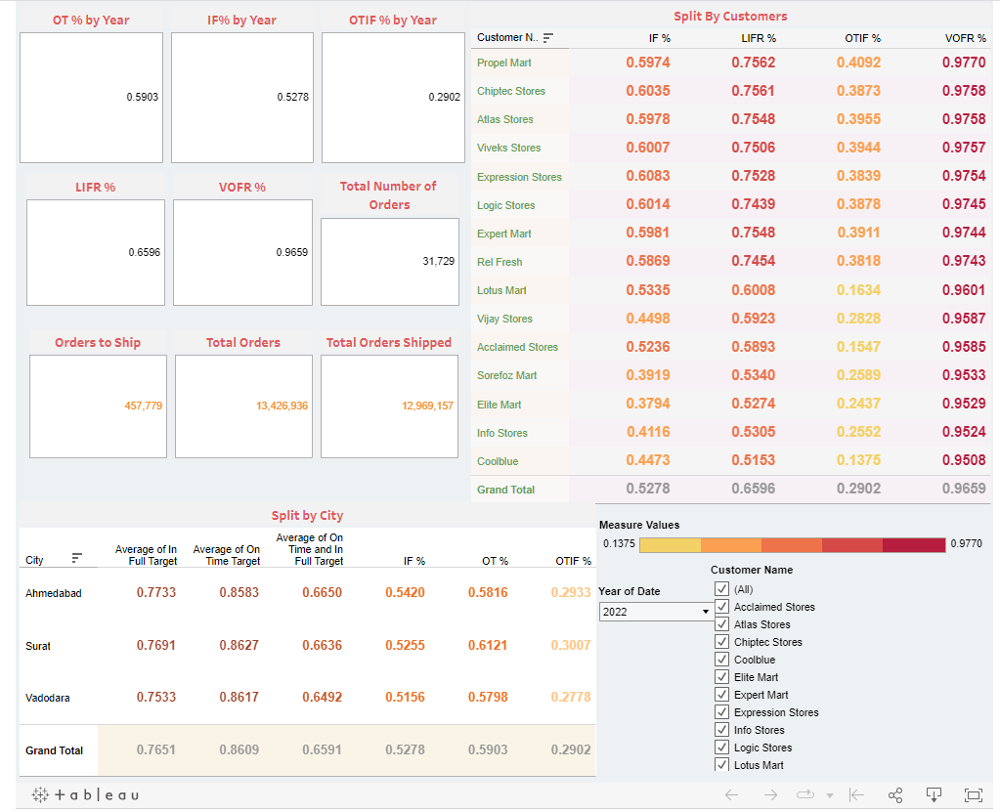 OT % by Year
IF% by Year
OTIF % by Year
0.5903
0.5278
0.2902
LIFR %
VOFR %
Total Number of
Orders
0.6596
0.9659
31,729
Orders to Ship
Total Orders
Total Orders Shipped
457,779
13,426,936
12,969,157
Split By Customers
Customer N.. IF % LIFR % OTIF % VOFR %
Propel Mart 0.5974 0.7562 0.4092 0.9770
Chiptec Stores 0.6035 0.7561 0.3873 0.9758
Atlas Stores 0.5978 0.7548 0.3955 0.9758
Viveks Stores 0.6007 0.7506 0.3944 0.9757
Expression Stores 0.6083 0.7528 0.3839 0.9754
Logic Stores 0.6014 0.7439 0.3878 0.9745
Expert Mart 0.5981 0.7548 0.3911 0.9744
Rel Fresh 0.5869 0.7454 0.3818 0.9743
Lotus Mart 0.5335 0.6008 0.1634 0.9601
Vijay Stores 0.4498 0.5923 0.2828 0.9587
Acclaimed Stores 0.5236 0.5893 0.1547 0.9585
Sorefoz Mart 0.3919 0.5340 0.2589 0.9533
Elite Mart 0.3794 0.5274 0.2437 0.9529
Info Stores 0.4116 0.5305 0.2552 0.9524
Coolblue 0.4473 0.5153 0.1375 0.9508
Grand Total 0.5278 0.6596 0.2902 0.9659
Split by City
Average of On
Average of In Average of On Time and In
City Full Target Time Target Full Target IF % OT % OTIF %
Ahmedabad 0.7733 0.8583 0.6650 0.5420 0.5816 0.2933
Surat 0.7691 0.8627 0.6636 0.5255 0.6121 0.3007
Vadodara 0.7533 0.8617 0.6492 0.5156 0.5798 0.2778
Grand Total 0.7651 0.8609 0.6591 0.5278 0.5903 0.2902
Measure Values
0.1375 0.9770
Year of Date
2022
Customer Name
(All)
Acclaimed Stores
Atlas Stores
Chiptec Stores
Coolblue
Elite Mart
Expert Mart
Expression Stores
Info Stores
Logic Stores
Lotus Mart
+ a b l e a u